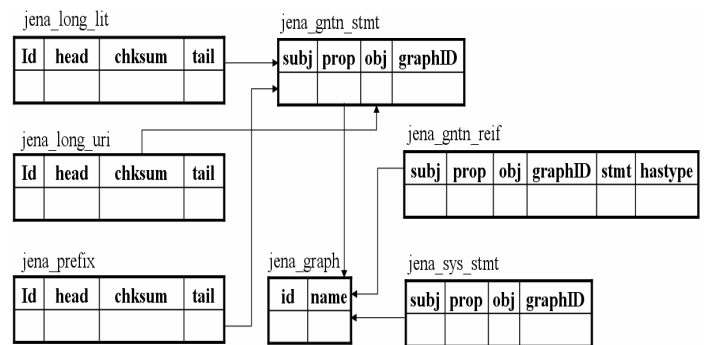 jena_long_lit
Id head chksum tail
jena_gntn_stmt
subj prop obj graphID
jena_long_uri
Id head chksum tail
jena_gntn_reif
subj prop obj graphID stmt hastype
jena_prefix
Id head chksum tail
jena_graph
id name
jena_sys_stmt
subj prop obj graphID